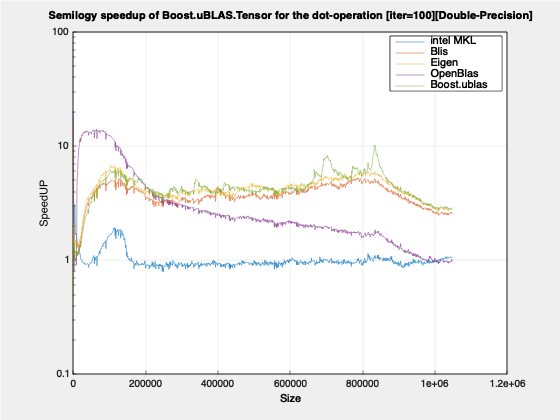 Semilogy speedup of Boost.uBLAS.Tensor for the dot-operation [iter=100][Double-Precision]
100
intel MKL
Blis
Eigen
OpenBlas
Boost.ublas
10
SpeedUP
1
0.1
0
200000
400000
600000
800000
1e+06
1.2e+06
Size